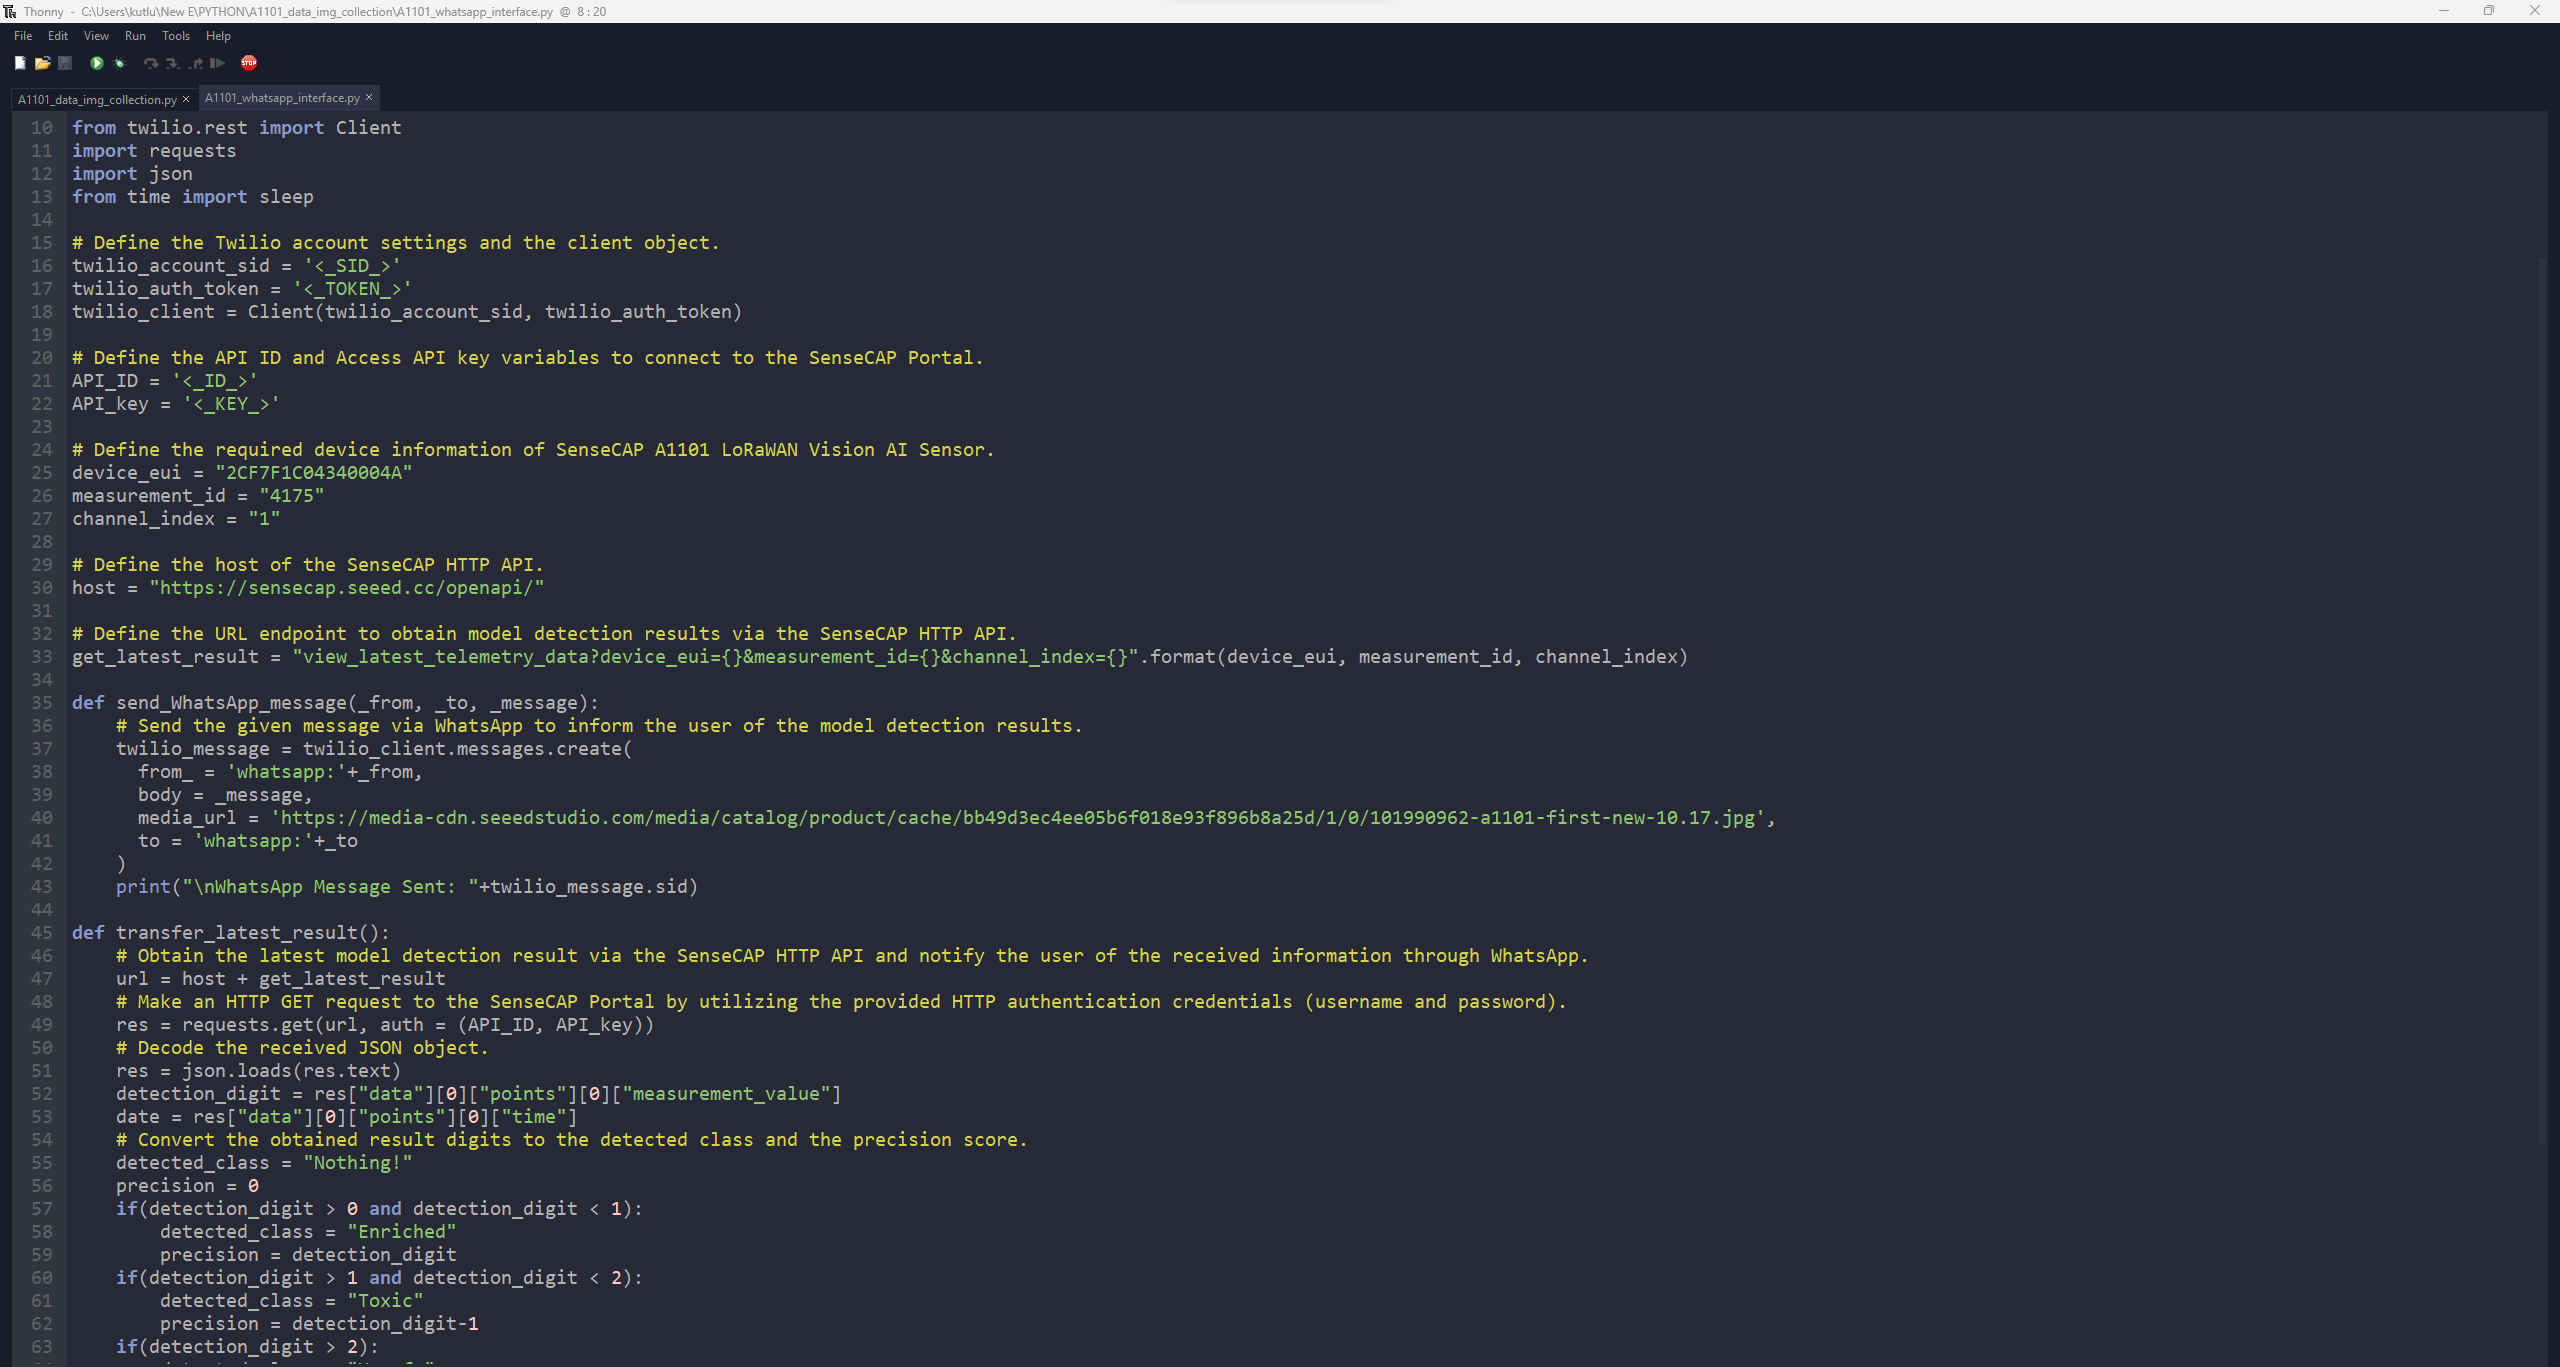 Thonny - C:\Users\kutlu\New E\PYTHON\A1101_data_img_collection\A1101_whatsapp_interface.py @ 8:20
File Edit View Run Tools Help
STOP
A1101_data_img_collection.py × A1101_whatsapp_interface.py ×
10 from twilio.rest import Client
11 import requests
12 import json
13 from time import sleep
14
15 # Define the Twilio account settings and the client object.
16 twilio_account_sid = '<_SID_>'
17 twilio_auth_token = '<_TOKEN_>'
18 twilio_client = Client(twilio_account_sid, twilio_auth_token)
19
20 # Define the API ID and Access API key variables to connect to the SenseCAP Portal.
21 API_ID = '<_ID_>'
22 API_key = '<_KEY_>'
23
24 # Define the required device information of SenseCAP A1101 LoRaWAN Vision AI Sensor.
25 device_eui = "2CF7F1C04340004A"
26 measurement_id = "4175"
27 channel_index = "1"
28
29 # Define the host of the SenseCAP HTTP API.
30 host = "https://sensecap.seeed.cc/openapi/"
31
32 # Define the URL endpoint to obtain model detection results via the SenseCAP HTTP API.
33 get_latest_result = "view_latest_telemetry_data?device_eui={}&measurement_id={}&channel_index={}".format(device_eui, measurement_id, channel_index)
34
35 def send_WhatsApp_message(_from, _to, _message):
36     # Send the given message via WhatsApp to inform the user of the model detection results.
37     twilio_message = twilio_client.messages.create(
38       from_ = 'whatsapp:'+_from,
39       body = _message,
40       media_url = 'https://media-cdn.seeedstudio.com/media/catalog/product/cache/bb49d3ec4ee05b6f018e93f896b8a25d/1/0/101990962-a1101-first-new-10.17.jpg',
41       to = 'whatsapp:'+_to
42     )
43     print("\nWhatsApp Message Sent: "+twilio_message.sid)
44
45 def transfer_latest_result():
46     # Obtain the latest model detection result via the SenseCAP HTTP API and notify the user of the received information through WhatsApp.
47     url = host + get_latest_result
48     # Make an HTTP GET request to the SenseCAP Portal by utilizing the provided HTTP authentication credentials (username and password).
49     res = requests.get(url, auth = (API_ID, API_key))
50     # Decode the received JSON object.
51     res = json.loads(res.text)
52     detection_digit = res["data"][0]["points"][0]["measurement_value"]
53     date = res["data"][0]["points"][0]["time"]
54     # Convert the obtained result digits to the detected class and the precision score.
55     detected_class = "Nothing!"
56     precision = 0
57     if(detection_digit > 0 and detection_digit < 1):
58         detected_class = "Enriched"
59         precision = detection_digit
60     if(detection_digit > 1 and detection_digit < 2):
61         detected_class = "Toxic"
62         precision = detection_digit-1
63     if(detection_digit > 2):